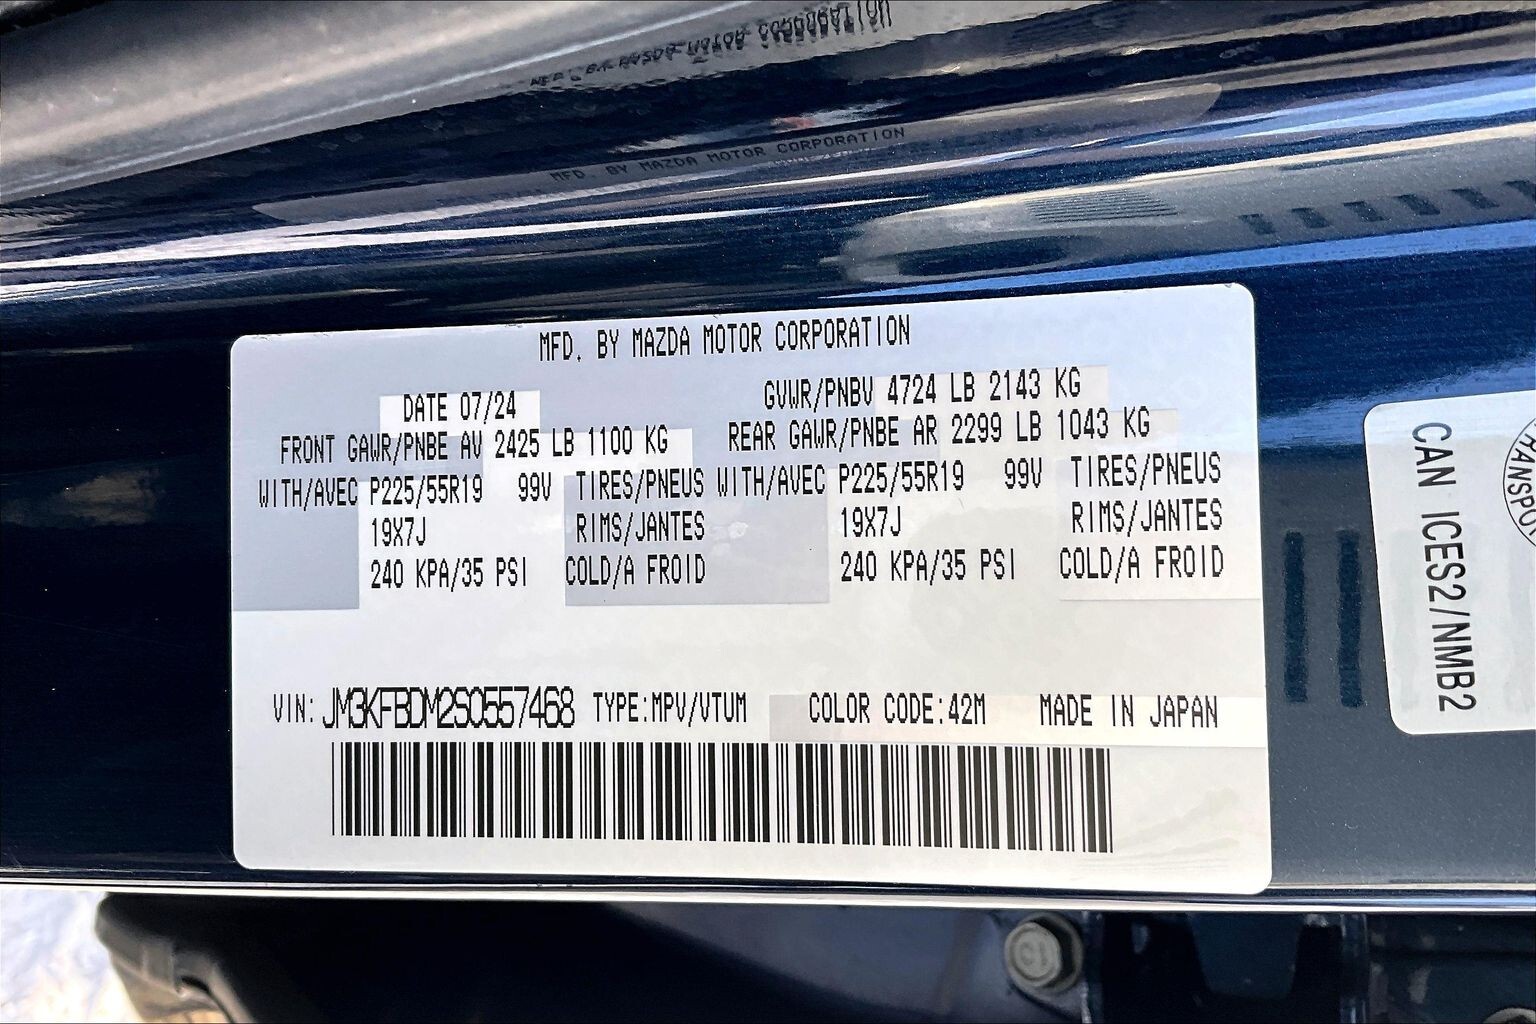 MFD. BY MAZDA MOTOR CORPORATION
MFD. BY MAZDA MOTOR CORPORATION
DATE 07/24 GVWR/PNBV 4724 LB 2143 KG
FRONT GAWR/PNBE AV 2425 LB 1100 KG REAR GAWR/PNBE AR 2299 LB 1043 KG
WITH/AVEC P225/55R19 99V TIRES/PNEUS WITH/AVEC P225/55R19 99V TIRES/PNEUS
19X7J RIMS/JANTES 19X7J RIMS/JANTES
240 KPA/35 PSI COLD/A FROID 240 KPA/35 PSI COLD/A FROID
VIN: JM3KFBDM2S0557468 TYPE:MPV/VTUM COLOR CODE:42M MADE IN JAPAN
CAN ICES2/NMB2